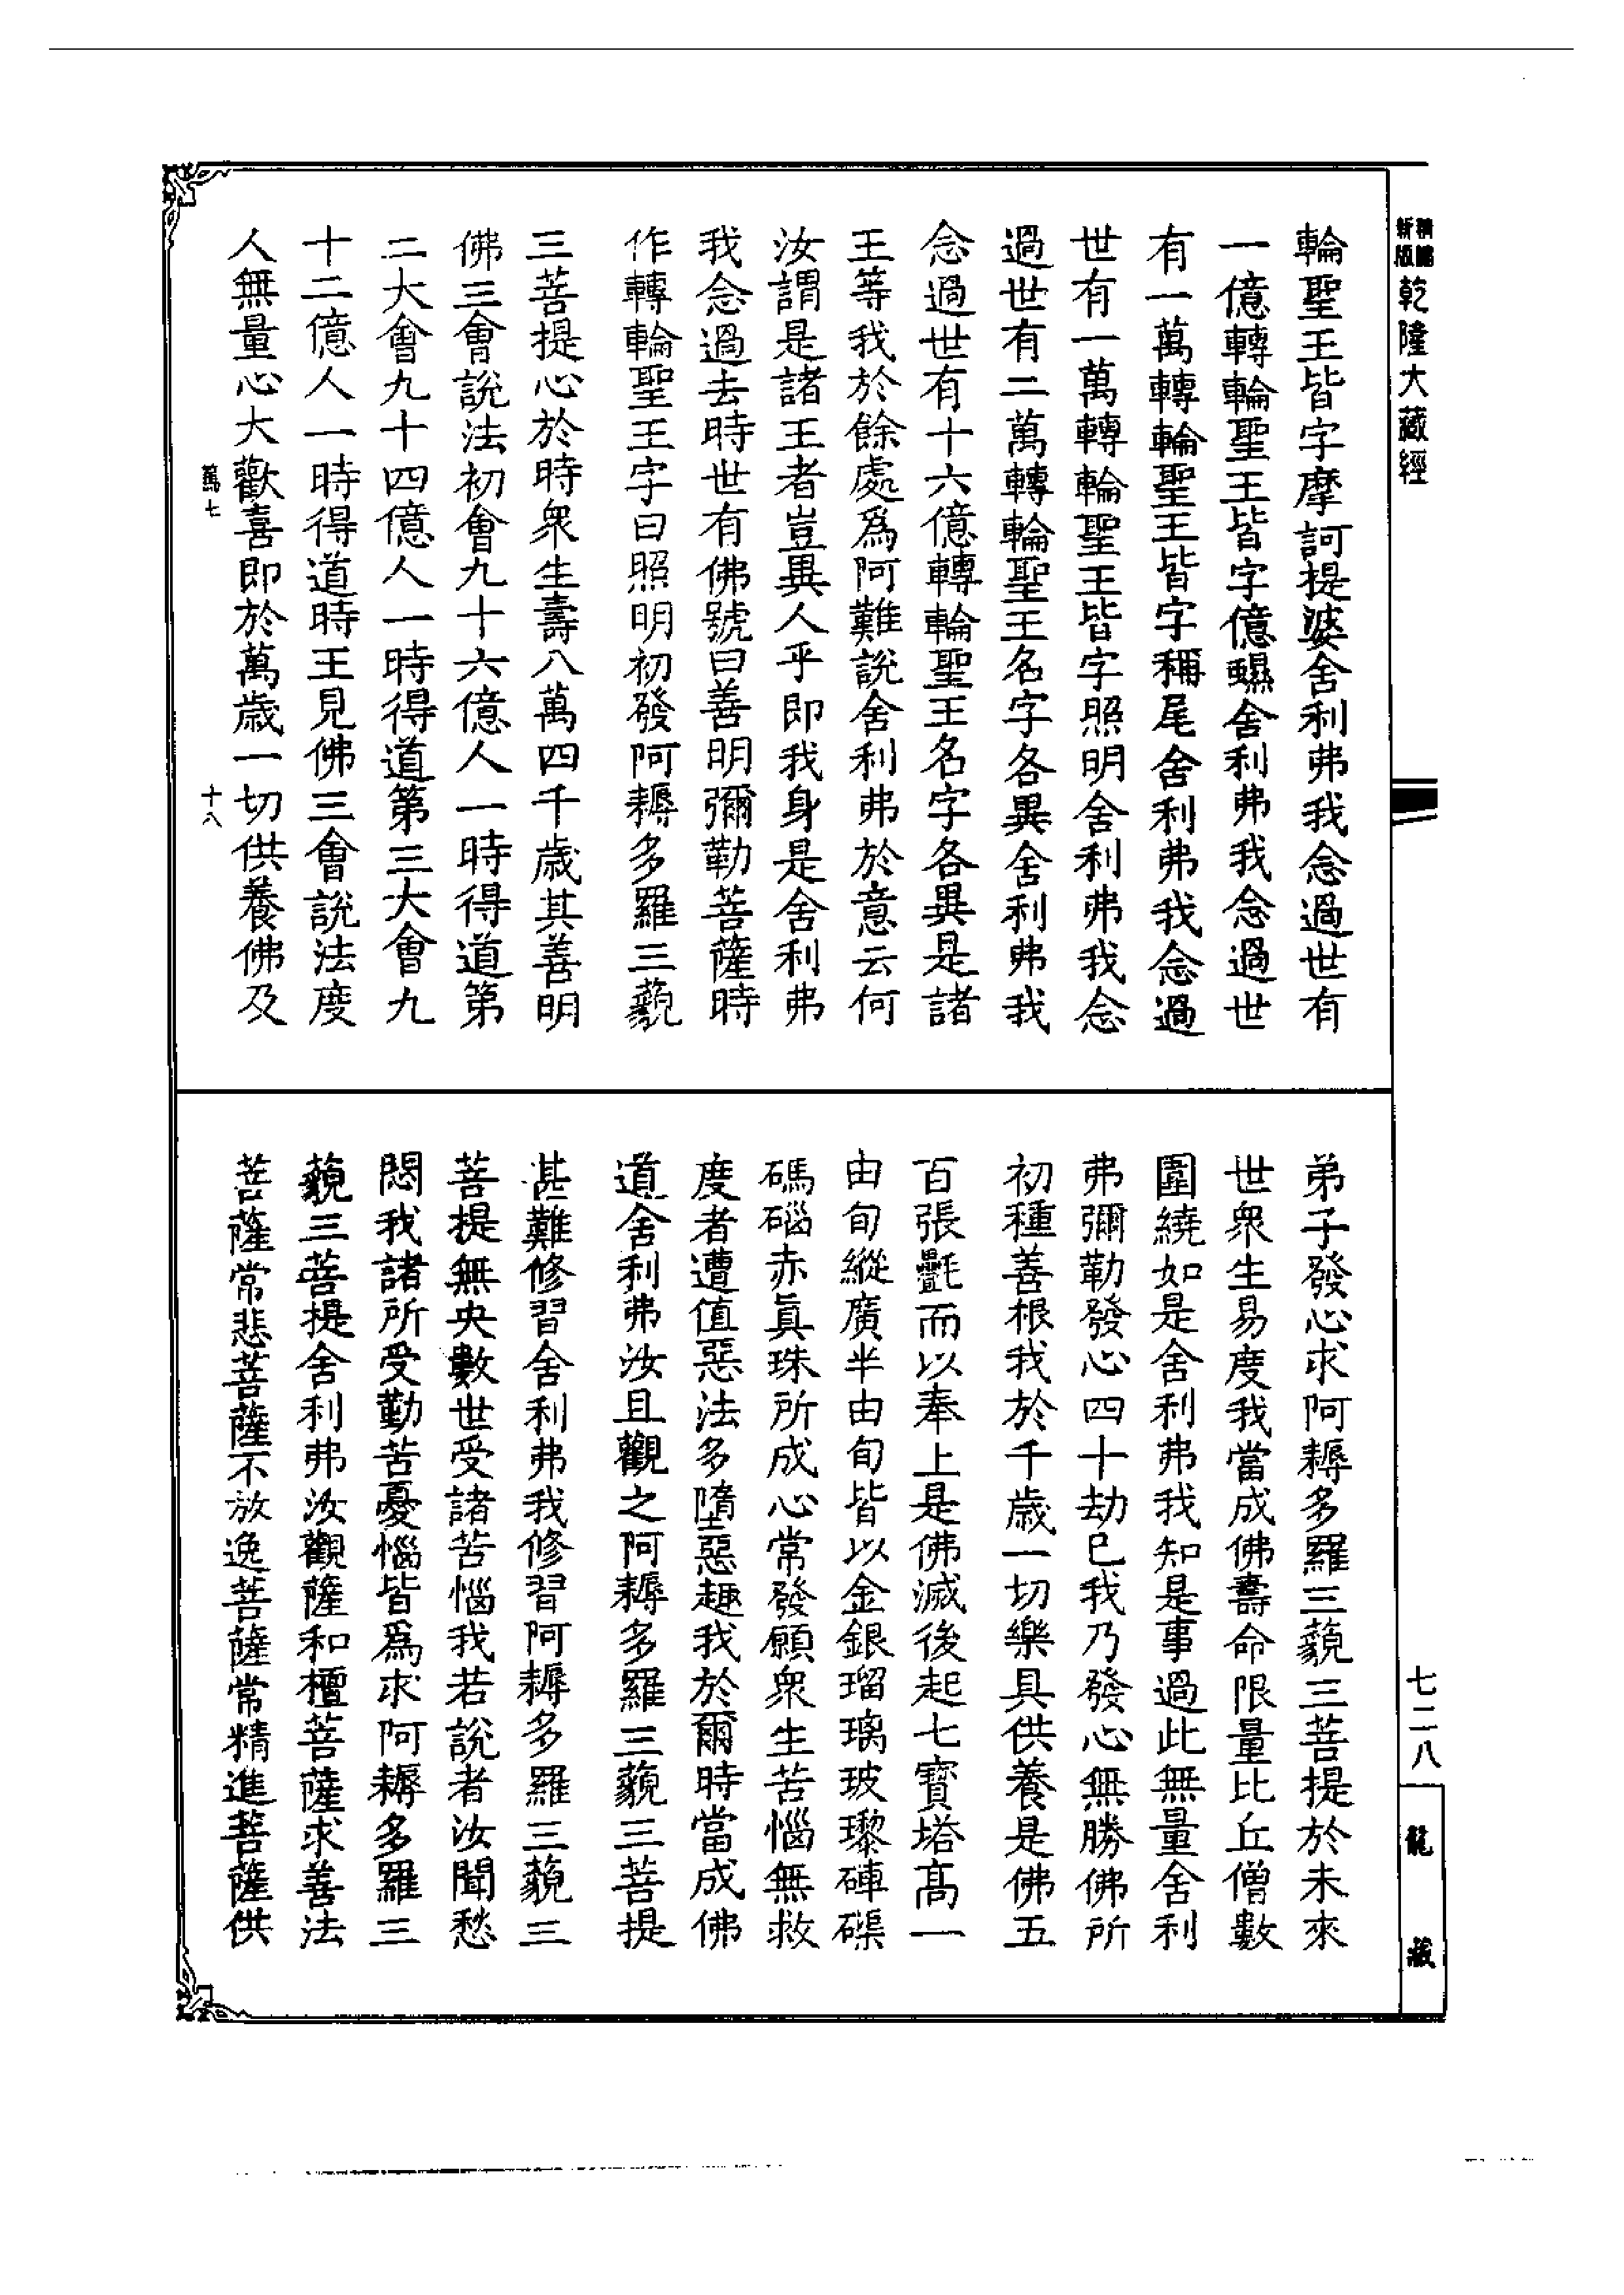 新版
精縮
乾隆大藏經
輪聖王皆字摩訶提婆舍利弗我念過世有
一億轉輪聖王皆字億蠶舍利弗我念過世
有一萬轉輪聖王皆字稱尾舍利弗我念過
世有一萬轉輪聖王皆字照明舍利弗我念
過世有二萬轉輪聖王名字各異舍利弗我
念過世有十六億轉輪聖王名字各異是諸
王等我於餘處爲阿難說舍利弗於意云何
汝謂是諸王者豈異人乎即我身是舍利弗
我念過去時世有佛號曰善明彌勒菩薩時
作轉輪聖王字曰照明初發阿耨多羅三藐
三菩提心於時衆生壽八萬四千歲其善明
佛三會說法初會九十六億人一時得道第
二大會九十四億人一時得道第三大會九
十二億人一時得道時王見佛三會說法度
人無量心大歡喜即於萬歲一切供養佛及
萬七 十八
弟子發心求阿耨多羅三藐三菩提於未來
世衆生易度我當成佛壽命限量比丘僧數
圍繞如是舍利弗我知是事過此無量舍利
弗彌勒發心四十劫已我乃發心無勝佛所
初種善根我於千歲一切樂具供養是佛五
百張氎而以奉上是佛滅後起七寶塔高一
由旬縱廣半由旬皆以金銀瑠璃玻瓈硨磲
碼碯赤眞珠所成心常發願衆生苦惱無救
度者遭值惡法多墮惡趣我於爾時當成佛
道舍利弗汝且觀之阿耨多羅三藐三菩提
甚難修習舍利弗我修習阿耨多羅三藐三
菩提無央數世受諸苦惱我若說者汝聞愁
悶我諸所受勤苦憂惱皆爲求阿耨多羅三
藐三菩提舍利弗汝觀薩和檀菩薩求善法
菩薩常悲菩薩不放逸菩薩常精進菩薩供
七二八
龍藏